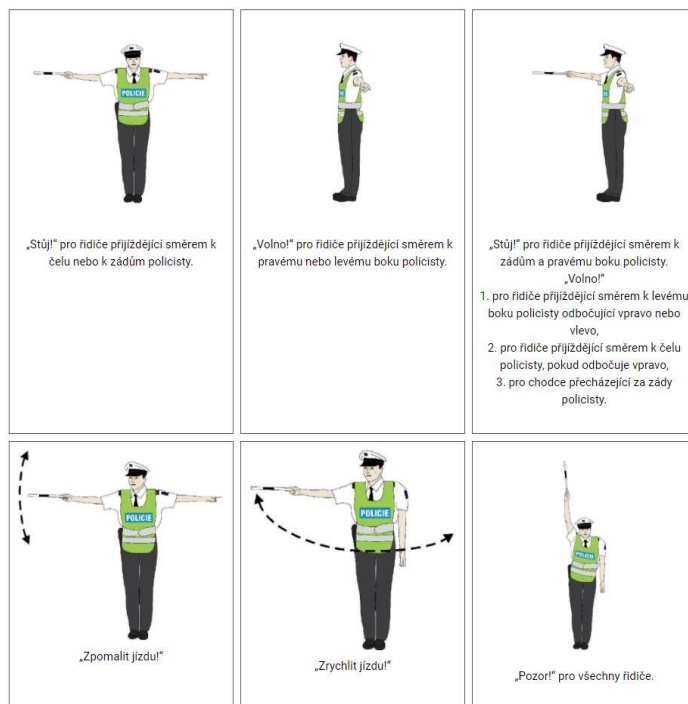 POLICIE
„Stůj!“ pro řidiče přijíždějící směrem k
čelu nebo k zádům policisty.
„Volno!“ pro řidiče přijíždějící směrem k
pravému nebo levému boku policisty.
„Stůj!“ pro řidiče přijíždějící směrem k
zádům a pravému boku policisty.
„Volno!“
1. pro řidiče přijíždějící směrem k levému
boku policisty odbočující vpravo nebo
vlevo,
2. pro řidiče přijíždějící směrem k čelu
policisty, pokud odbočuje vpravo,
3. pro chodce přecházející za zády
policisty.
POLICIE
„Zpomalit jízdu!“
POLICIE
„Zrychlit jízdu!“
POLICIE
„Pozor!“ pro všechny řidiče.